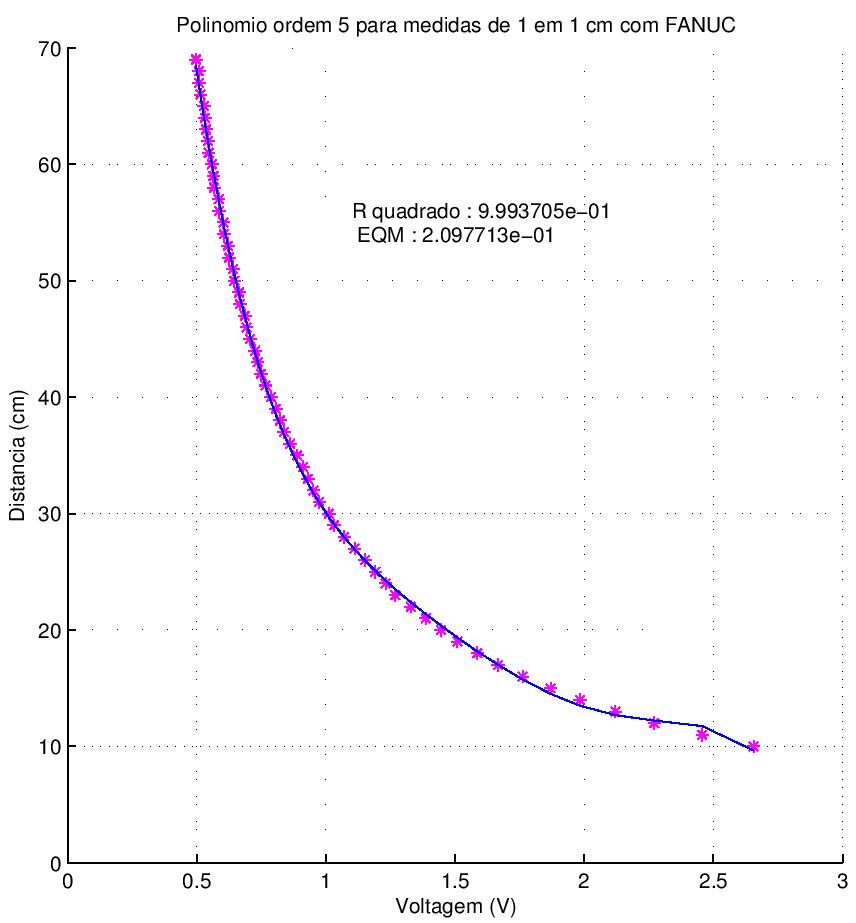 Polinomio ordem 5 para medidas de 1 em 1 cm com FANUC
70
60
50
40
30
20
10
0
Distancia (cm)
R quadrado : 9.993705e−01
EQM : 2.097713e−01
0 0.5 1 1.5 2 2.5 3
Voltagem (V)